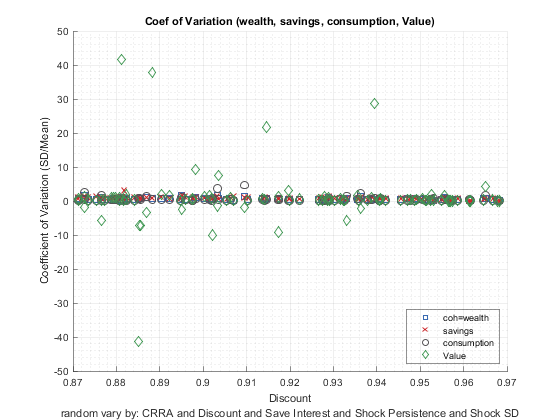 Coef of Variation (wealth, savings, consumption, Value)
50
40
30
20
10
0
-10
-20
-30
-40
-50
Coefficient of Variation (SD/Mean)
coh=wealth
savings
consumption
Value
0.87 0.88 0.89 0.9 0.91 0.92 0.93 0.94 0.95 0.96 0.97
Discount
random vary by: CRRA and Discount and Save Interest and Shock Persistence and Shock SD